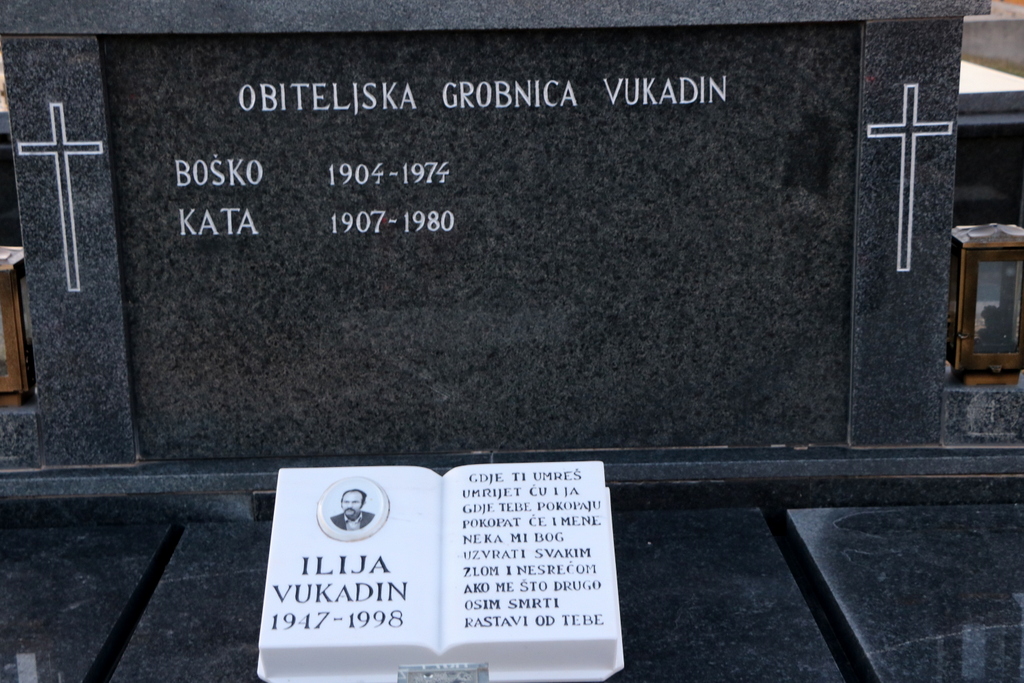 OBITELJSKA GROBNICA VUKADIN
BOŠKO 1904-1974
KATA 1907-1980
ILIJA
VUKADIN
1947-1998
GDJE TI UMREŠ
UMRIJET ĆU I JA
GDJE TEBE POKOPAJU
POKOPAT ĆE I MENE
NEKA MI BOG
UZVRATI SVAKIM
ZLOM I NESREĆOM
AKO ME ŠTO DRUGO
OSIM SMRTI
RASTAVI OD TEBE